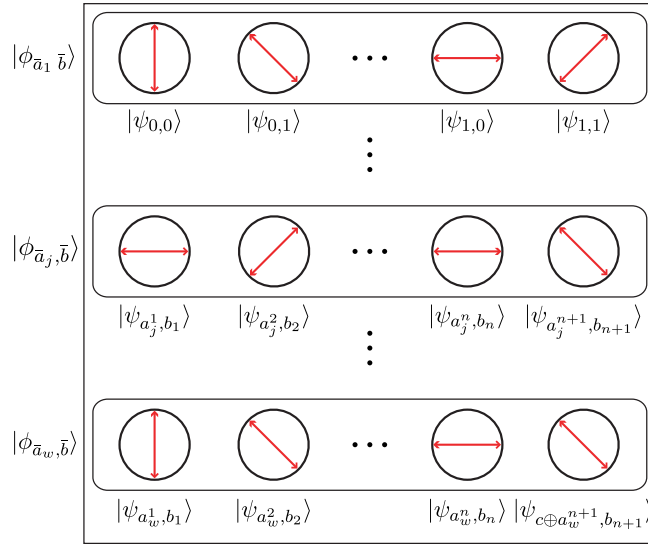 |ϕ_{ā₁ b̄}⟩
|ψ_{0,0}⟩ |ψ_{0,1}⟩ ··· |ψ_{1,0}⟩ |ψ_{1,1}⟩
⋮
|ϕ_{ā_j,b̄}⟩ ···
|ψ_{a_j^1,b_1}⟩ |ψ_{a_j^2,b_2}⟩ |ψ_{a_j^n,b_n}⟩ |ψ_{a_j^{n+1},b_{n+1}}⟩
⋮
|ϕ_{ā_w,b̄}⟩ ···
|ψ_{a_w^1,b_1}⟩ |ψ_{a_w^2,b_2}⟩ |ψ_{a_w^n,b_n}⟩ |ψ_{c⊕a_w^{n+1},b_{n+1}}⟩